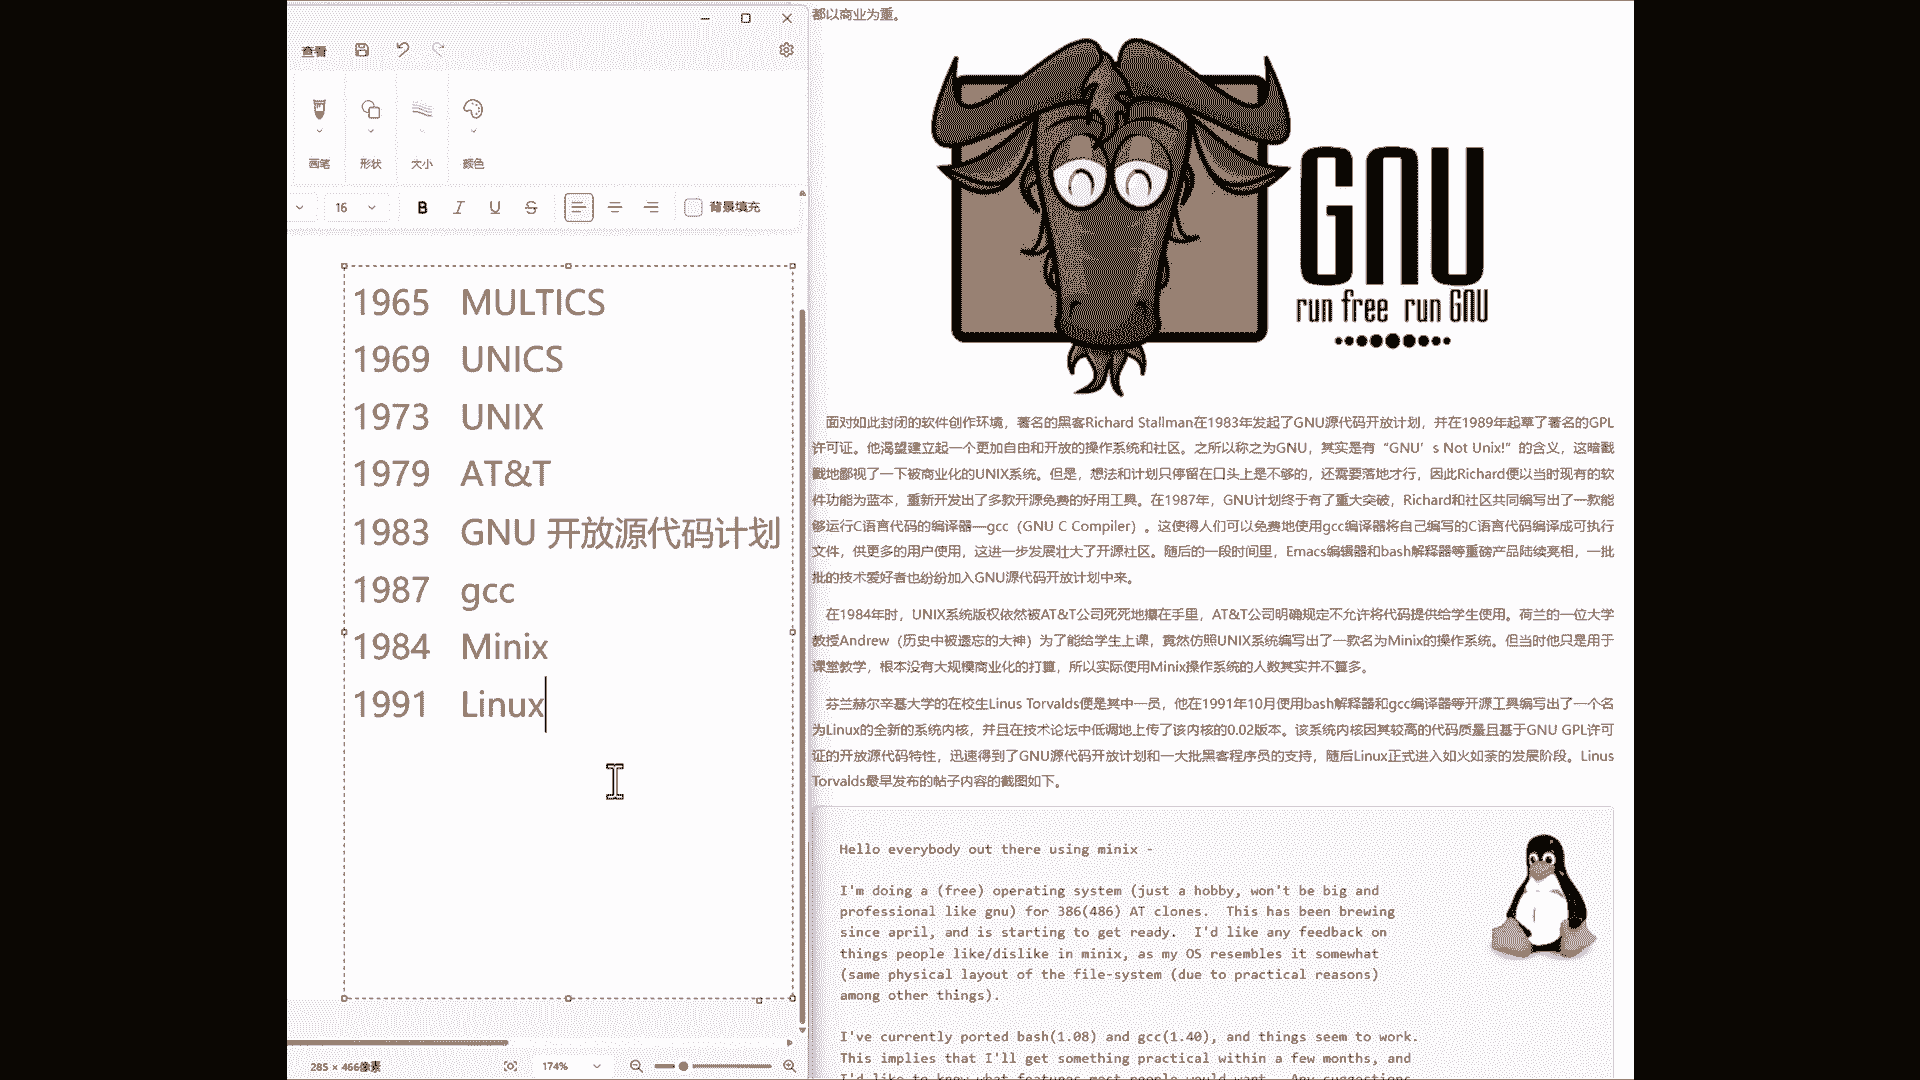 查看
画笔
形状
大小
颜色
16
B I U S
背景填充
1965 MULTICS
1969 UNICS
1973 UNIX
1979 AT&T
1983 GNU 开放源代码计划
1987 gcc
1984 Minix
1991 Linux
285 × 466像素
174%
都以商业为重。
GNU
run free run GNU
面对如此封闭的软件创作环境，著名的黑客Richard Stallman在1983年发起了GNU源代码开放计划，并在1989年起草了著名的GPL
许可证。他渴望建立起一个更加自由和开放的操作系统和社区。之所以称之为GNU，其实是有“GNU’s Not Unix!”的含义，这暗戳
戳地鄙视了一下被商业化的UNIX系统。但是，想法和计划只停留在口头上是不够的，还需要落地才行，因此Richard便以当时现有的软
件功能为蓝本，重新开发出了多款开源免费的好用工具。在1987年，GNU计划终于有了重大突破，Richard和社区共同编写出了一款能
够运行C语言代码的编译器—gcc（GNU C Compiler）。这使得人们可以免费地使用gcc编译器将自己编写的C语言代码编译成可执行
文件，供更多的用户使用，这进一步发展壮大了开源社区。随后的一段时间里，Emacs编辑器和bash解释器等重磅产品陆续亮相，一批
批的技术爱好者也纷纷加入GNU源代码开放计划中来。
在1984年时，UNIX系统版权依然被AT&T公司死死地攥在手里，AT&T公司明确规定不允许将代码提供给学生使用。荷兰的一位大学
教授Andrew（历史中被遗忘的大神）为了能给学生上课，竟然仿照UNIX系统编写出了一款名为Minix的操作系统。但当时他只是用于
课堂教学，根本没有大规模商业化的打算，所以实际使用Minix操作系统的人数其实并不算多。
芬兰赫尔辛基大学的在校生Linus Torvalds便是其中一员，他在1991年10月使用bash解释器和gcc编译器等开源工具编写出了一个名
为Linux的全新的系统内核，并且在技术论坛中低调地上传了该内核的0.02版本。该系统内核因其较高的代码质量且基于GNU GPL许可
证的开放源代码特性，迅速得到了GNU源代码开放计划和一大批黑客程序员的支持，随后Linux正式进入如火如荼的发展阶段。Linus
Torvalds最早发布的帖子内容的截图如下。
Hello everybody out there using minix -
I'm doing a (free) operating system (just a hobby, won't be big and
professional like gnu) for 386(486) AT clones.  This has been brewing
since april, and is starting to get ready.  I'd like any feedback on
things people like/dislike in minix, as my OS resembles it somewhat
(same physical layout of the file-system (due to practical reasons)
among other things).
I've currently ported bash(1.08) and gcc(1.40), and things seem to work.
This implies that I'll get something practical within a few months, and
I'd like to know what features most people would want.  Any suggestions